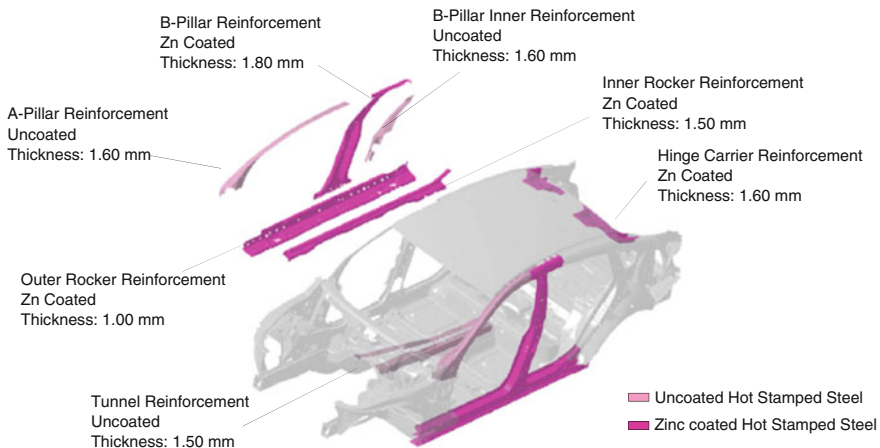 B-Pillar Reinforcement
Zn Coated
Thickness: 1.80 mm
B-Pillar Inner Reinforcement
Uncoated
Thickness: 1.60 mm
A-Pillar Reinforcement
Uncoated
Thickness: 1.60 mm
Inner Rocker Reinforcement
Zn Coated
Thickness: 1.50 mm
Hinge Carrier Reinforcement
Zn Coated
Thickness: 1.60 mm
Outer Rocker Reinforcement
Zn Coated
Thickness: 1.00 mm
Tunnel Reinforcement
Uncoated
Thickness: 1.50 mm
Uncoated Hot Stamped Steel
Zinc coated Hot Stamped Steel